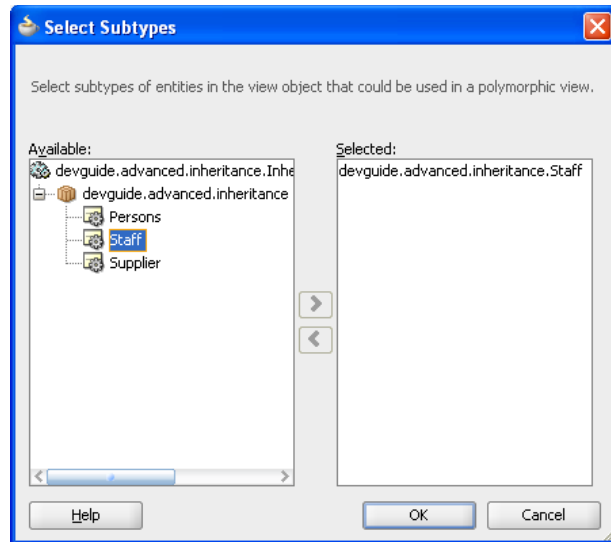 Select Subtypes
Select subtypes of entities in the view object that could be used in a polymorphic view.
Available:
Selected:
devguide.advanced.inheritance.Inhe
devguide.advanced.inheritance.Staff
devguide.advanced.inheritance
Persons
Staff
Supplier
Help
OK
Cancel